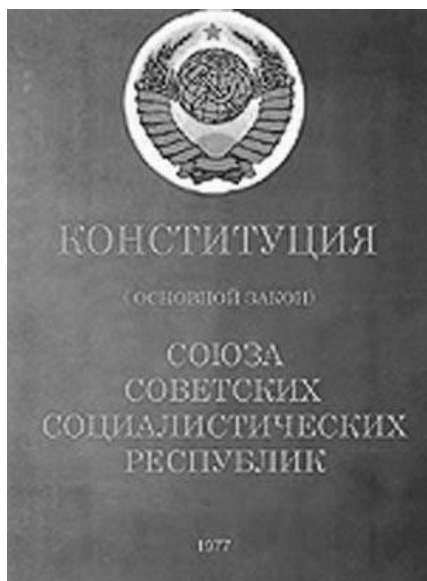 КОНСТИТУЦИЯ
(ОСНОВНОЙ ЗАКОН)
СОЮЗА
СОВЕТСКИХ
СОЦИАЛИСТИЧЕСКИХ
РЕСПУБЛИК
1977